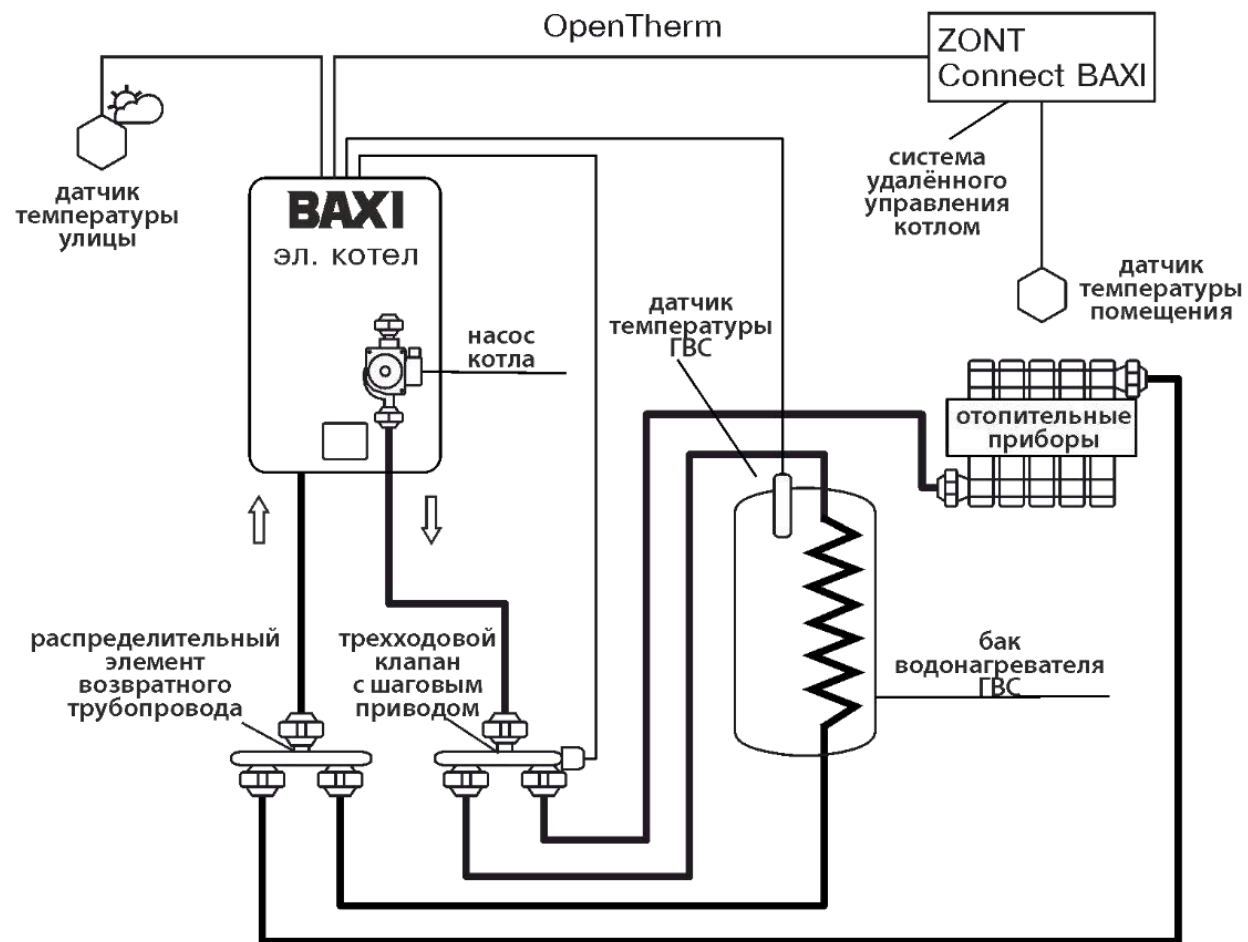 OpenTherm
ZONT
Connect BAXI
датчик
температуры
улицы
система
удалённого
управления
котлом
BAXI
эл. котел
датчик
температуры
помещения
датчик
температуры
ГВС
насос
котла
отопительные
приборы
распределительный
элемент
возвратного
трубопровода
трехходовой
клапан
с шаговым
приводом
бак
водонагревателя
ГВС